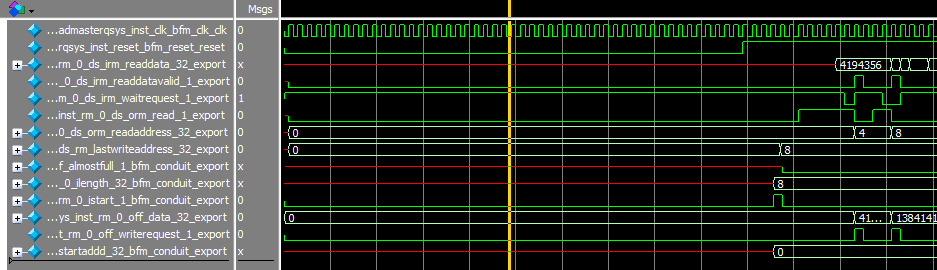 Msgs
...admasterqsys_inst_clk_bfm_clk_clk 0
...rqsys_inst_reset_bfm_reset_reset 0
...rm_0_ds_irm_readdata_32_export x 4194356
..._0_ds_irm_readdatavalid_1_export 0
...m_0_ds_irm_waitrequest_1_export 1
...inst_rm_0_ds_orm_read_1_export 0
...0_ds_orm_readaddress_32_export 0 0 4 8
...ds_rm_lastwriteaddress_32_export 0 0 8
...f_almostfull_1_bfm_conduit_export x
..._0_ilength_32_bfm_conduit_export x 8
...rm_0_istart_1_bfm_conduit_export 0
...ys_inst_rm_0_off_data_32_export 0 0 41... 1384141
...t_rm_0_off_writerequest_1_export 0
...startaddd_32_bfm_conduit_export x 0